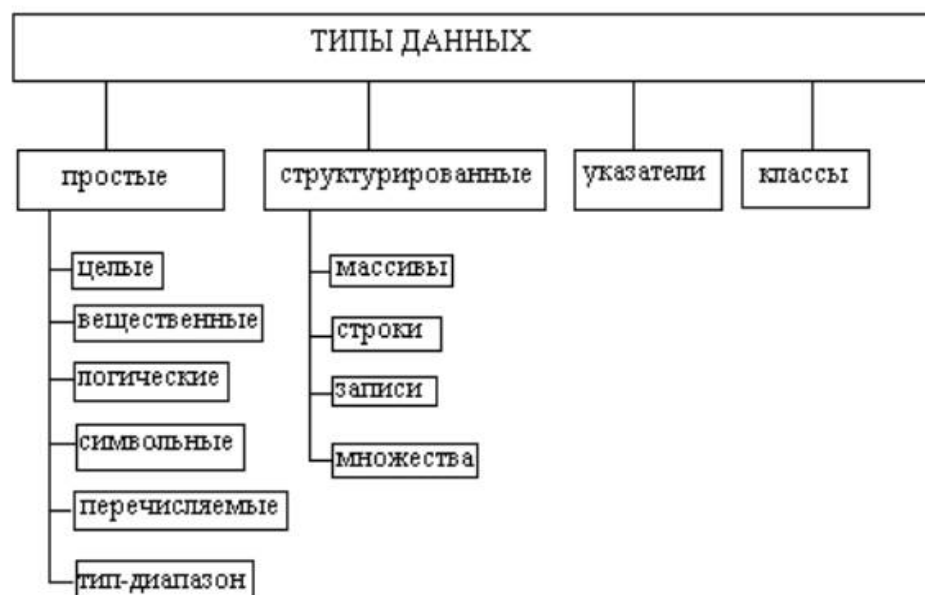 ТИПЫ ДАННЫХ
простые
структурированные
указатели
классы
целые
вещественные
логические
символьные
перечисляемые
тип-диапазон
массивы
строки
записи
множества